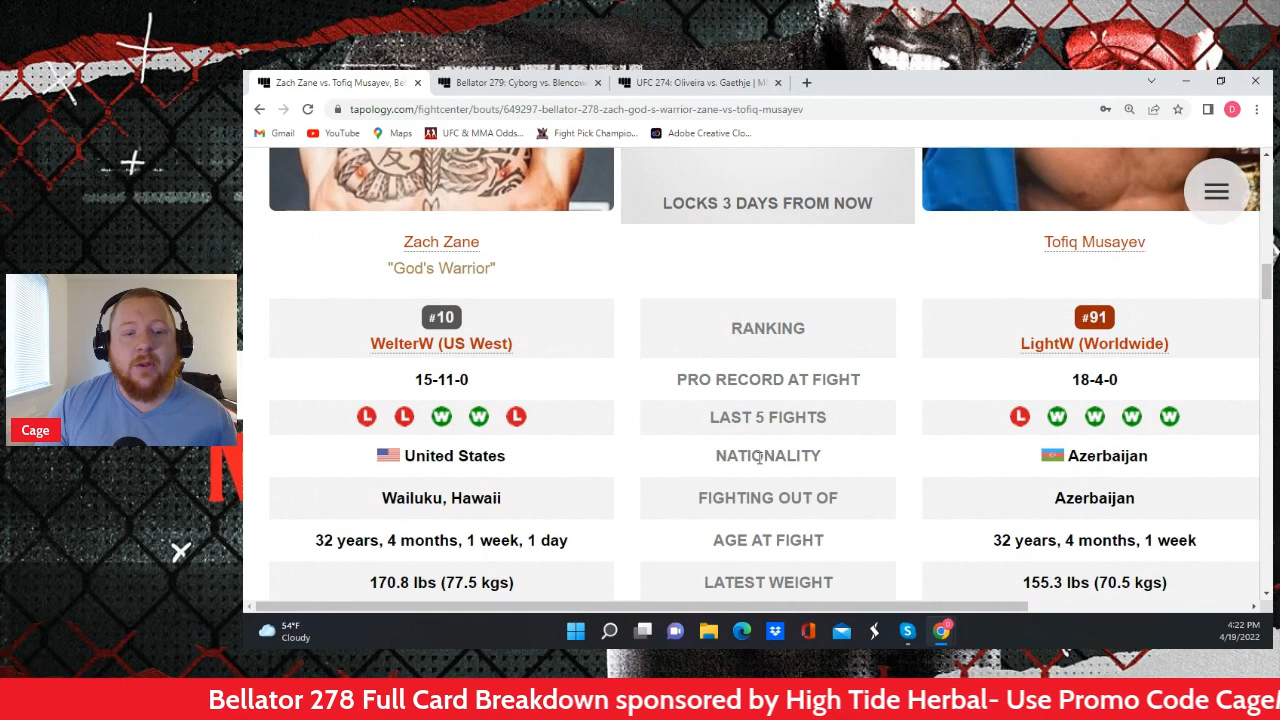 Zach Zane vs. Tofiq Musayev, Be
Bellator 279: Cyborg vs. Blencow
UFC 274: Oliveira vs. Gaethje | M
tapology.com/fightcenter/bouts/649297-bellator-278-zach-god-s-warrior-zane-vs-tofiq-musayev
D
Gmail
YouTube
Maps
UFC & MMA Odds...
Fight Pick Champio...
Adobe Creative Clo...
LOCKS 3 DAYS FROM NOW
Zach Zane
Tofiq Musayev
"God's Warrior"
#10
RANKING
#91
WelterW (US West)
LightW (Worldwide)
15-11-0
PRO RECORD AT FIGHT
18-4-0
L L W W L
LAST 5 FIGHTS
L W W W W
United States
NATIONALITY
Azerbaijan
Wailuku, Hawaii
FIGHTING OUT OF
Azerbaijan
32 years, 4 months, 1 week, 1 day
AGE AT FIGHT
32 years, 4 months, 1 week
170.8 lbs (77.5 kgs)
LATEST WEIGHT
155.3 lbs (70.5 kgs)
Cage
54°F
Cloudy
4:22 PM
4/19/2022
Bellator 278 Full Card Breakdown sponsored by High Tide Herbal- Use Promo Code Cage